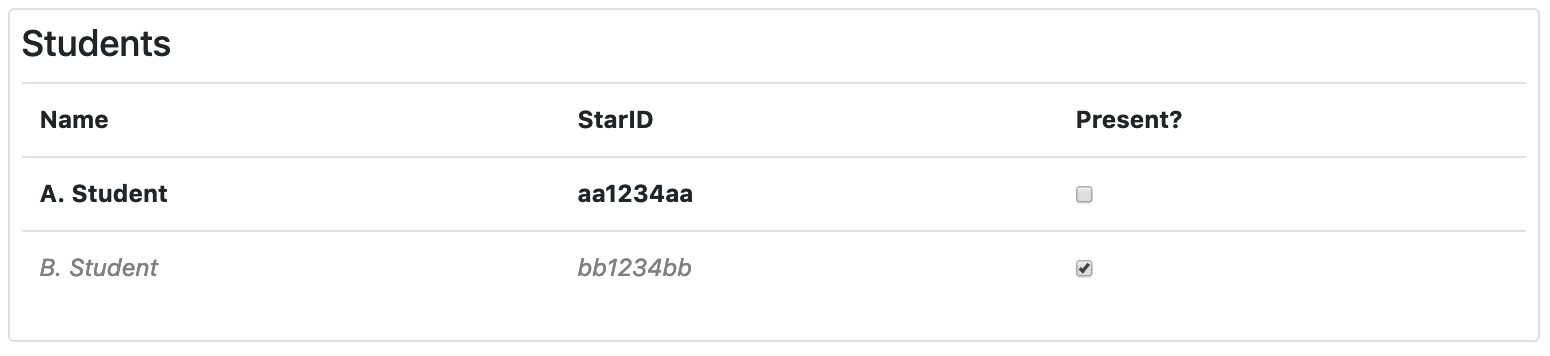 Students
Name StarID Present?
A. Student aa1234aa
B. Student bb1234bb